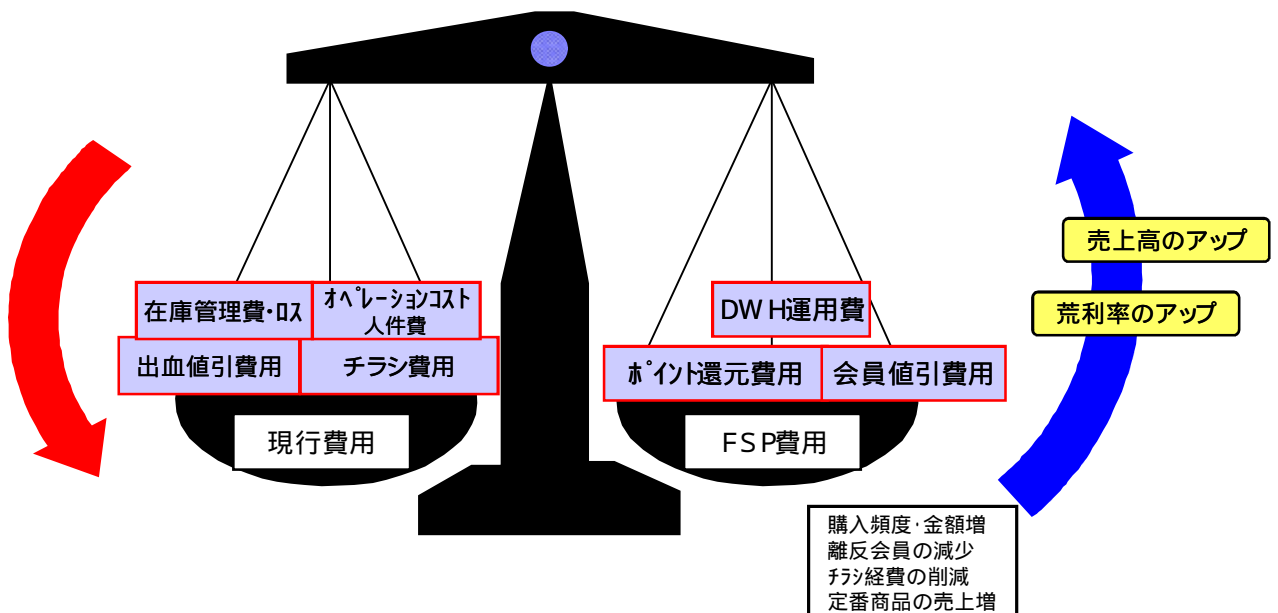 売上高のアップ
荒利率のアップ
在庫管理費・ロス
オペレーションコスト
人件費
DWH運用費
出血値引費用
チラシ費用
ポイント還元費用
会員値引費用
現行費用
FSP費用
購入頻度・金額増
離反会員の減少
チラシ経費の削減
定番商品の売上増